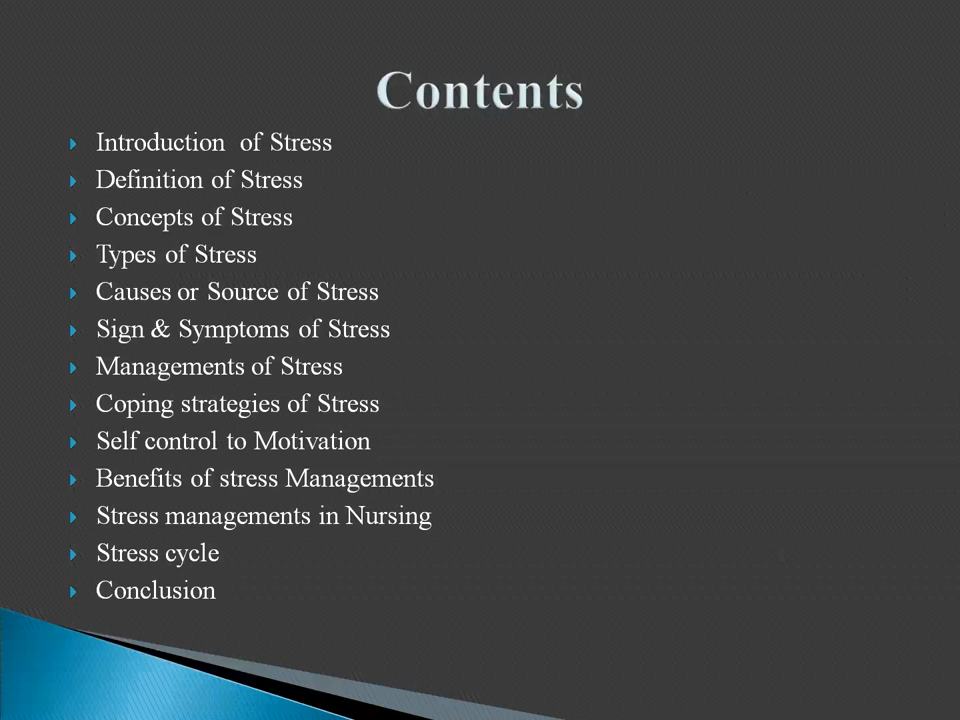 Contents
Introduction of Stress
Definition of Stress
Concepts of Stress
Types of Stress
Causes or Source of Stress
Sign & Symptoms of Stress
Managements of Stress
Coping strategies of Stress
Self control to Motivation
Benefits of stress Managements
Stress managements in Nursing
Stress cycle
Conclusion